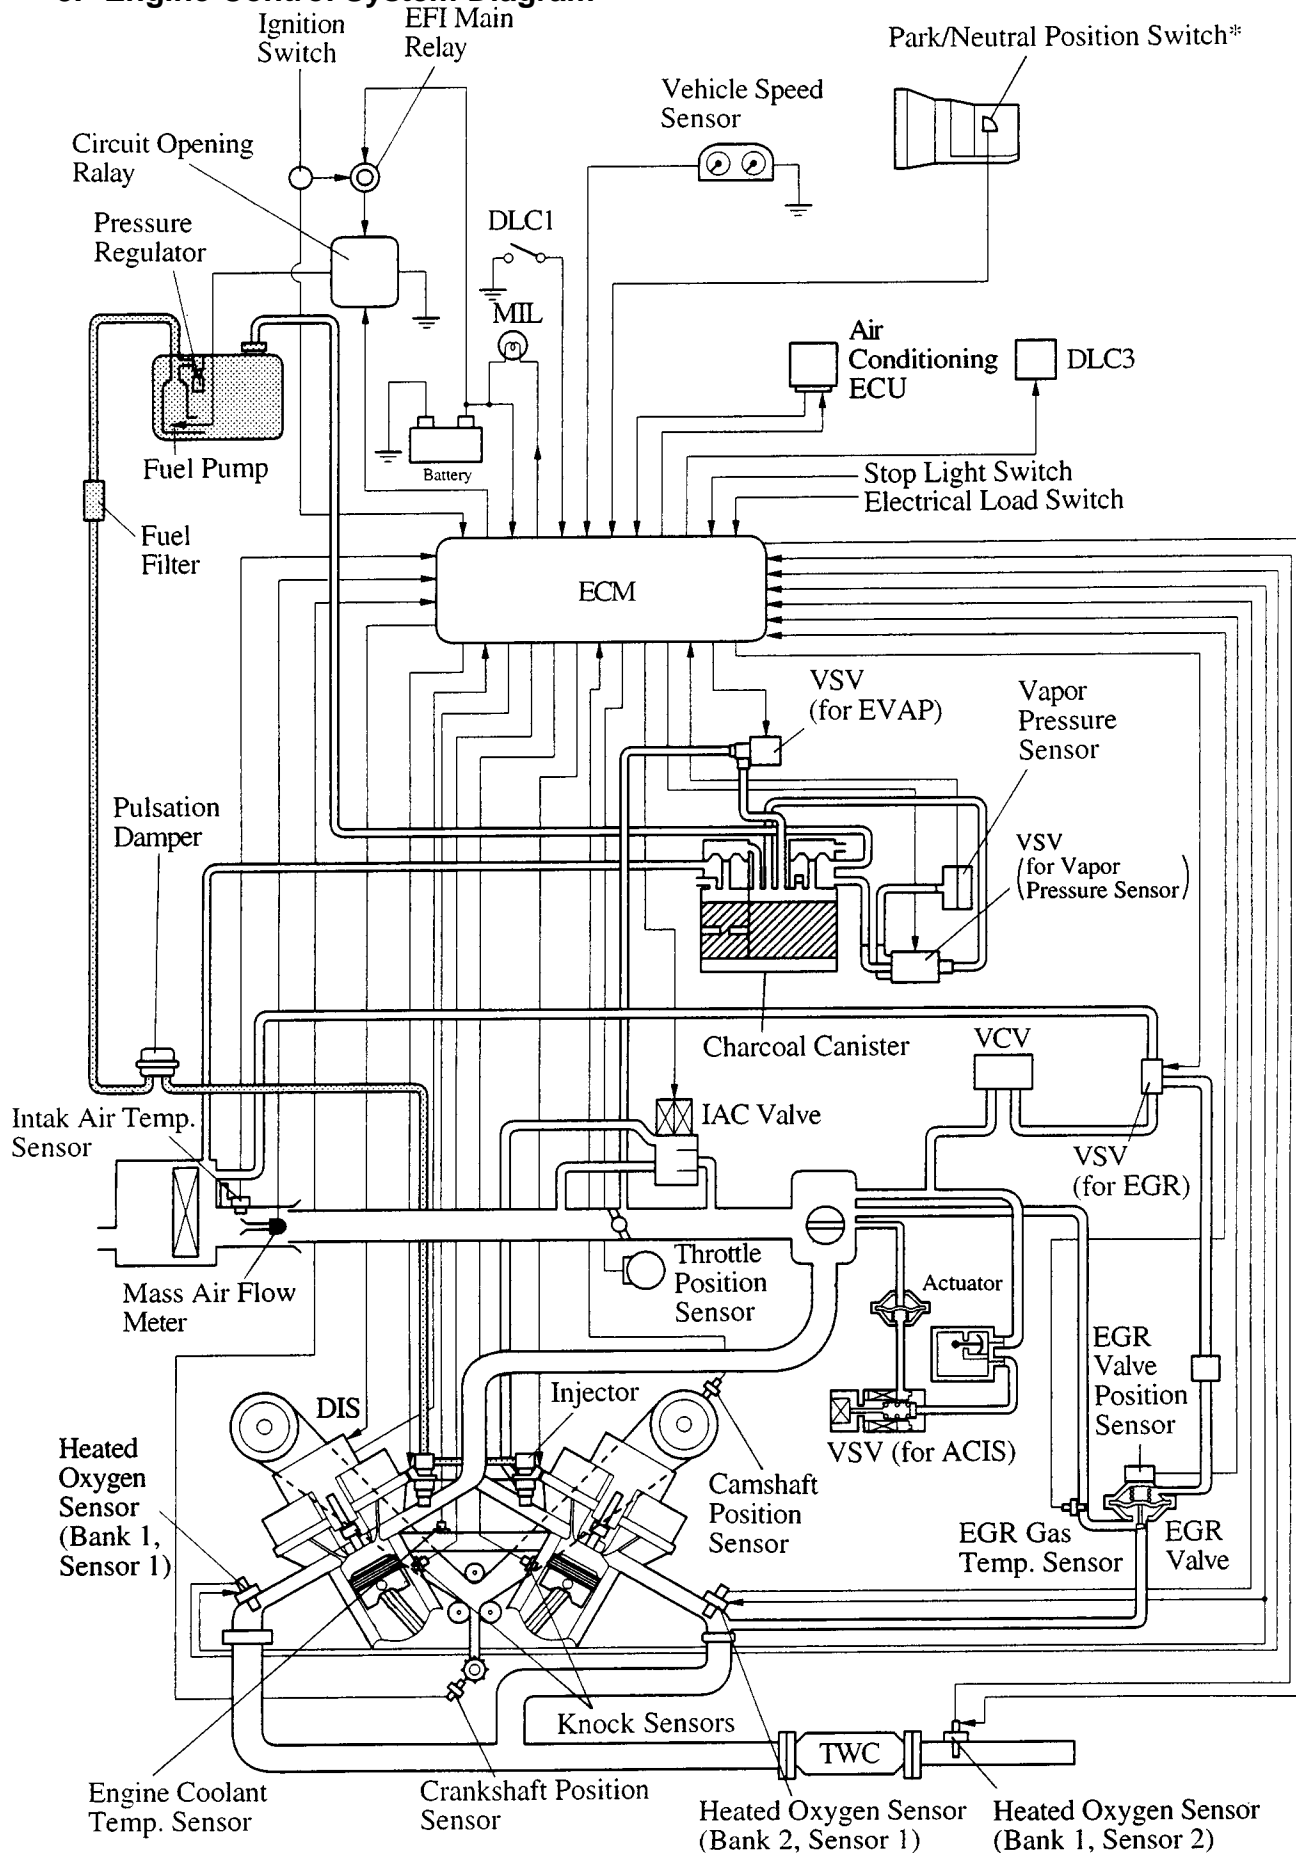 Ignition
Switch
EFI Main
Relay
Park/Neutral Position Switch*
Vehicle Speed
Sensor
Circuit Opening
Ralay
Pressure
Regulator
DLC1
MIL
Air
Conditioning
ECU
DLC3
Fuel Pump
Battery
Stop Light Switch
Electrical Load Switch
Fuel
Filter
ECM
VSV
(for EVAP)
Vapor
Pressure
Sensor
Pulsation
Damper
VSV
(for Vapor
Pressure Sensor)
Charcoal Canister
VCV
Intak Air Temp.
Sensor
IAC Valve
VSV
(for EGR)
Mass Air Flow
Meter
Throttle
Position
Sensor
Actuator
EGR
Valve
Position
Sensor
DIS
Injector
VSV (for ACIS)
Heated
Oxygen
Sensor
(Bank 1,
Sensor 1)
Camshaft
Position
Sensor
EGR Gas
Temp. Sensor
EGR
Valve
Knock Sensors
TWC
Engine Coolant
Temp. Sensor
Crankshaft Position
Sensor
Heated Oxygen Sensor
(Bank 2, Sensor 1)
Heated Oxygen Sensor
(Bank 1, Sensor 2)